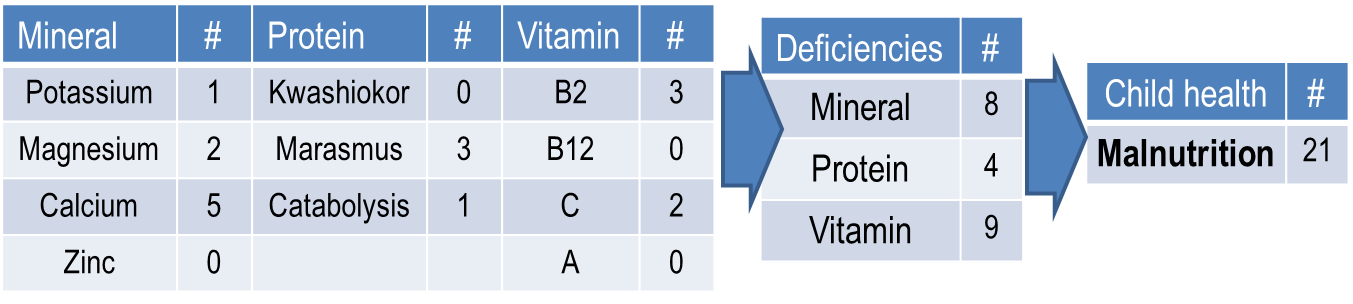 Mineral # Protein # Vitamin #
Potassium 1 Kwashiokor 0 B2 3
Magnesium 2 Marasmus 3 B12 0
Calcium 5 Catabolysis 1 C 2
Zinc 0 A 0
Deficiencies #
Mineral 8
Protein 4
Vitamin 9
Child health #
Malnutrition 21